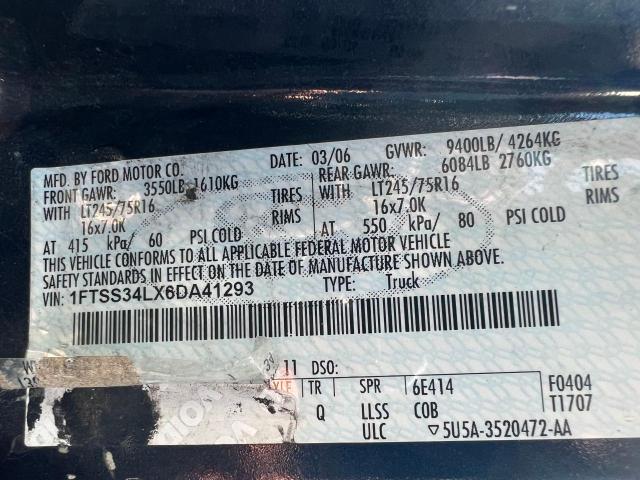 MFD. BY FORD MOTOR CO.
DATE: 03/06 GVWR: 9400LB/ 4264KG
FRONT GAWR: 3550LB 1610KG REAR GAWR: 6084LB 2760KG
WITH LT245/75R16 TIRES WITH LT245/75R16 TIRES
16x7.0K RIMS 16x7.0K RIMS
AT 415 kPa/ 60 PSI COLD AT 550 kPa/ 80 PSI COLD
THIS VEHICLE CONFORMS TO ALL APPLICABLE FEDERAL MOTOR VEHICLE
SAFETY STANDARDS IN EFFECT ON THE DATE OF MANUFACTURE SHOWN ABOVE.
VIN: 1FTSS34LX6DA41293 TYPE: Truck
11 DSO:
TR SPR 6E414 F0404
Q LLSS COB T1707
ULC ▽5U5A-3520472-AA
VOID